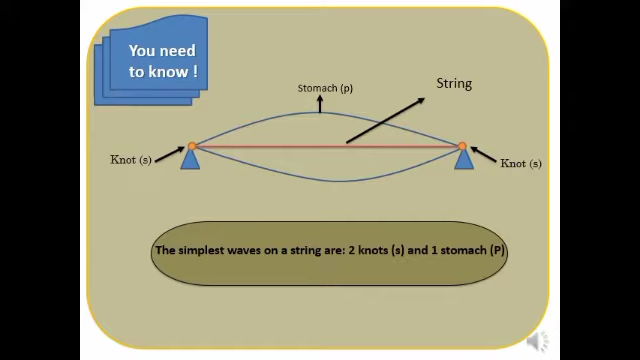 You need
to know !
Stomach (p)
String
Knot (s)
Knot (s)
The simplest waves on a string are: 2 knots (s) and 1 stomach (P)